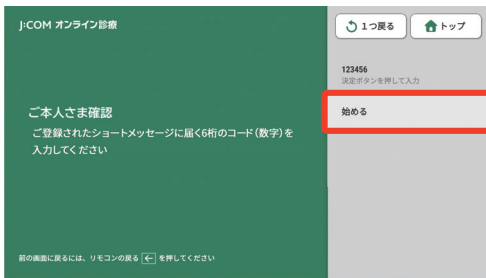 J:COM オンライン診療
1つ戻る
トップ
123456
決定ボタンを押して入力
始める
ご本人さま確認
ご登録されたショートメッセージに届く6桁のコード(数字)を
入力してください
前の画面に戻るには、リモコンの戻る ← を押してください